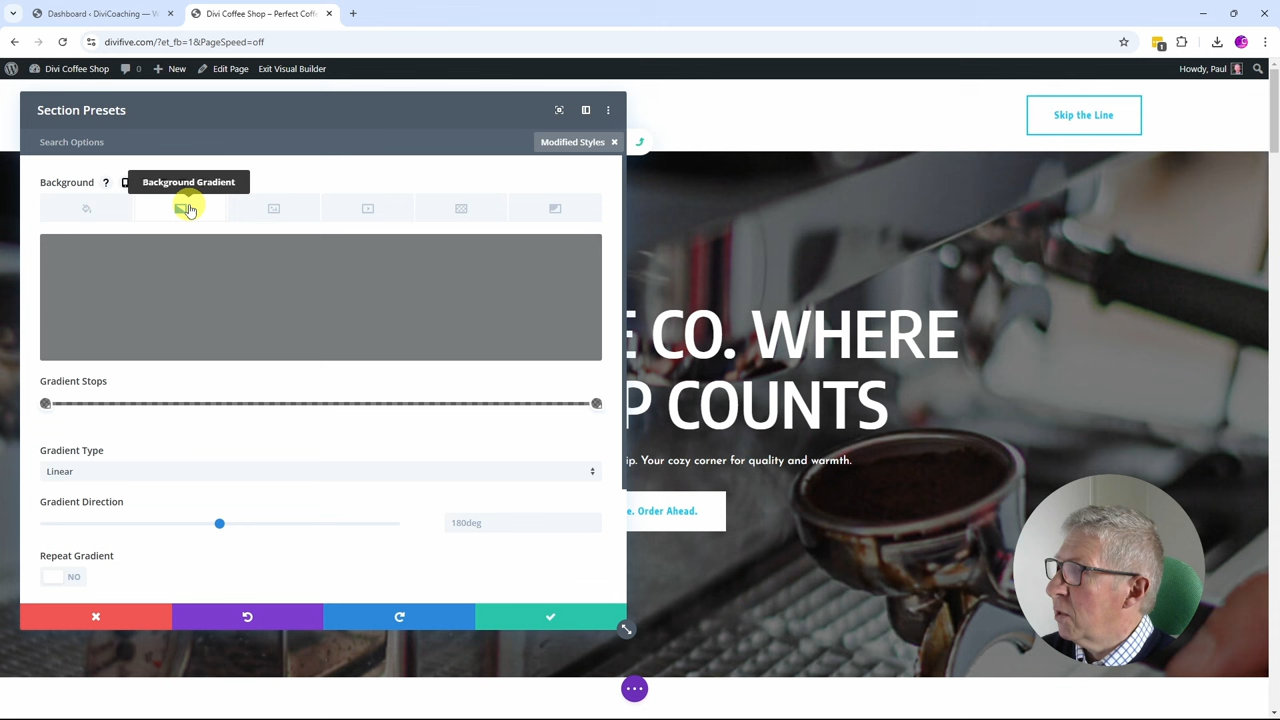 Dashboard ‹ DiviCoaching — W
Divi Coffee Shop – Perfect Coff
divifive.com/?et_fb=1&PageSpeed=off
1
Divi Coffee Shop
0
New
Edit Page
Exit Visual Builder
Howdy, Paul
Section Presets
Search Options
Modified Styles
Skip the Line
Background
?
Background Gradient
E CO. WHERE
P COUNTS
ip. Your cozy corner for quality and warmth.
e. Order Ahead.
Gradient Stops
Gradient Type
Linear
Gradient Direction
180deg
Repeat Gradient
NO